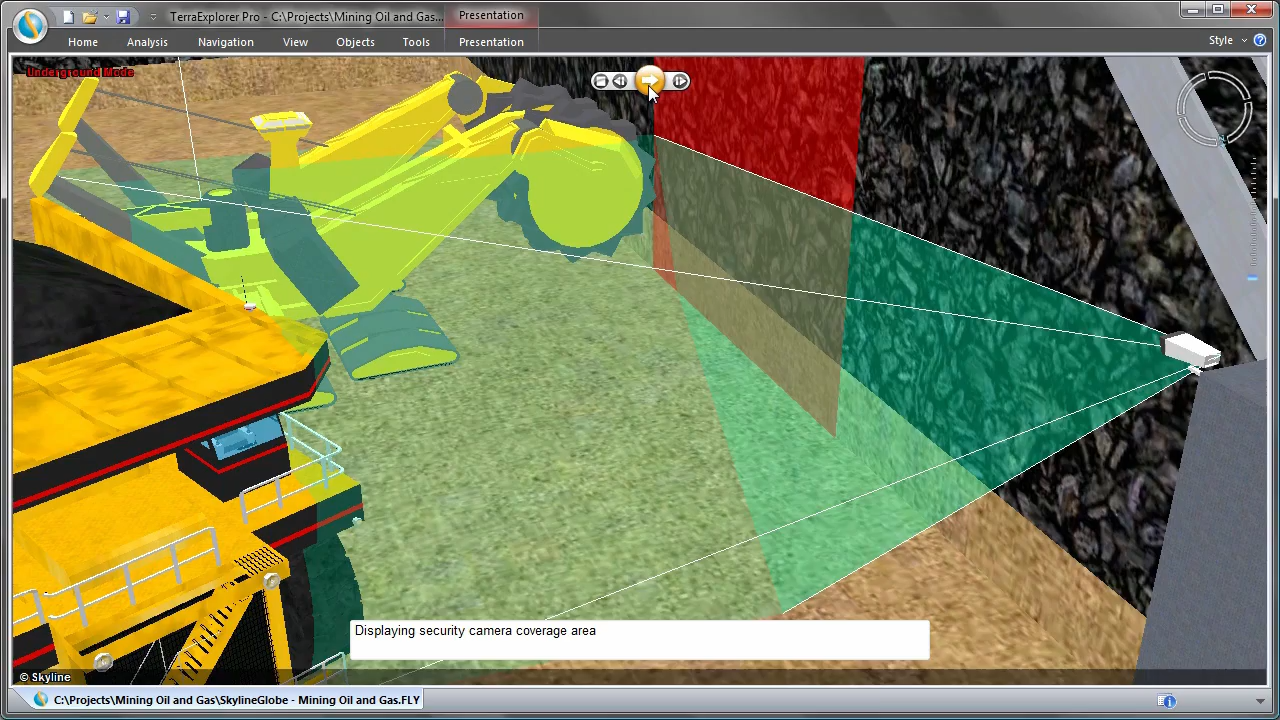 TerraExplorer Pro - C:\Projects\Mining Oil and Gas...
Presentation
Home
Analysis
Navigation
View
Objects
Tools
Presentation
Style
Underground Mode
Displaying security camera coverage area
© Skyline
C:\Projects\Mining Oil and Gas\SkylineGlobe - Mining Oil and Gas.FLY